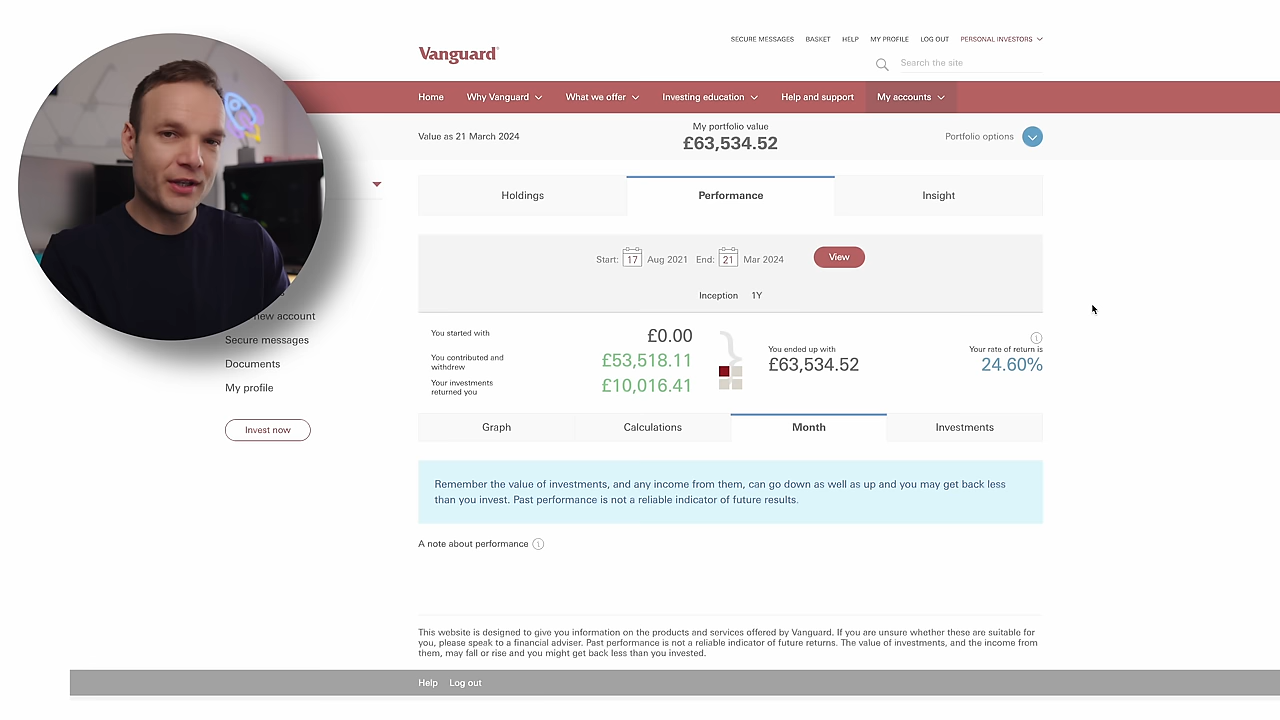 SECURE MESSAGES BASKET HELP MY PROFILE LOG OUT PERSONAL INVESTORS
Vanguard
Search the site
Home Why Vanguard What we offer Investing education Help and support My accounts
Value as 21 March 2024
My portfolio value
£63,534.52
Portfolio options
Holdings Performance Insight
Start: 17 Aug 2021 End: 21 Mar 2024 View
Inception 1Y
You started with £0.00
You contributed and withdrew £53,518.11
Your investments returned you £10,016.41
You ended up with
£63,534.52
Your rate of return is
24.60%
new account
Secure messages
Documents
My profile
Invest now
Graph Calculations Month Investments
Remember the value of investments, and any income from them, can go down as well as up and you may get back less
than you invest. Past performance is not a reliable indicator of future results.
A note about performance
This website is designed to give you information on the products and services offered by Vanguard. If you are unsure whether these are suitable for
you, please speak to a financial adviser. Past performance is not a reliable indicator of future returns. The value of investments, and the income from
them, may fall or rise and you might get back less than you invested.
Help Log out